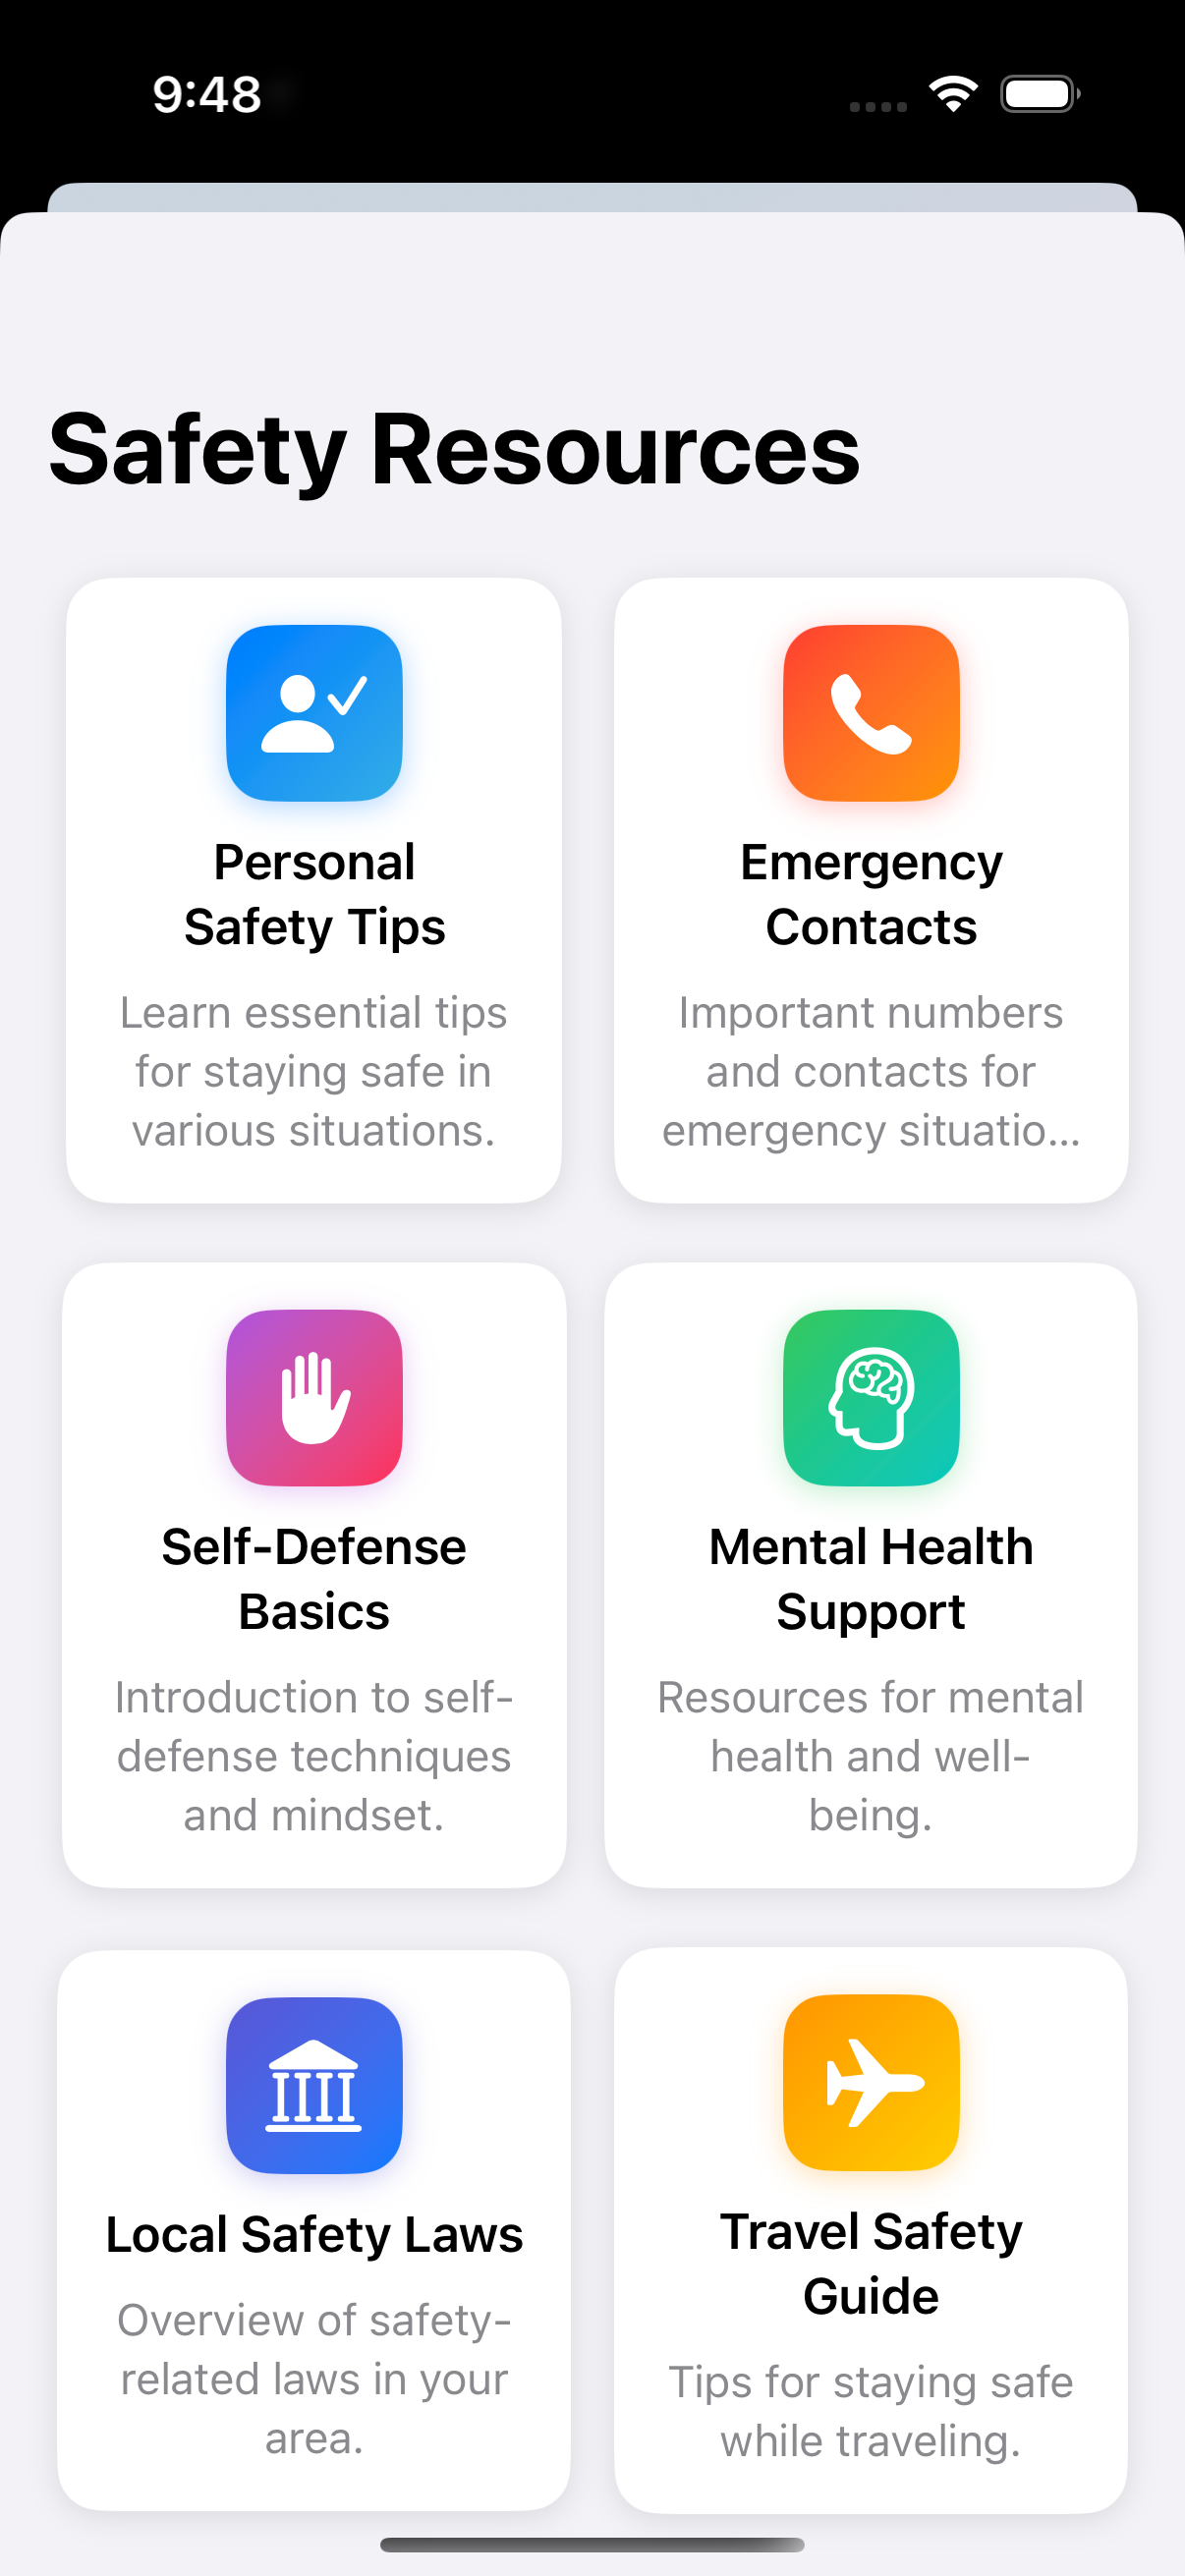 9:48
Safety Resources
Personal
Safety Tips
Learn essential tips
for staying safe in
various situations.
Emergency
Contacts
Important numbers
and contacts for
emergency situatio...
Self-Defense
Basics
Introduction to self-
defense techniques
and mindset.
Mental Health
Support
Resources for mental
health and well-
being.
Local Safety Laws
Overview of safety-
related laws in your
area.
Travel Safety
Guide
Tips for staying safe
while traveling.